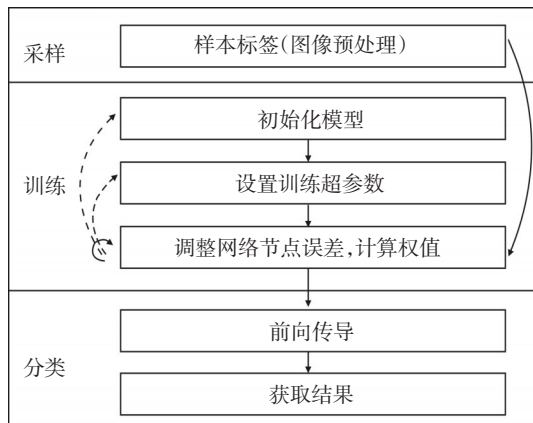 采样
样本标签(图像预处理)
训练
初始化模型
设置训练超参数
调整网络节点误差,计算权值
分类
前向传导
获取结果